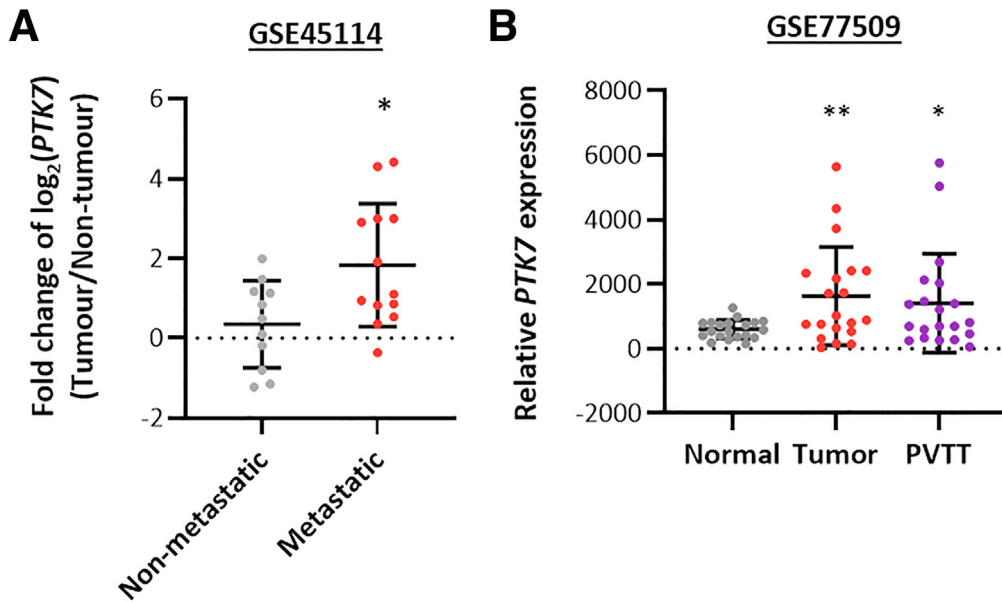 A
GSE45114
Fold change of log₂(PTK7)
(Tumour/Non-tumour)
6
4
2
0
-2
*
Non-metastatic
Metastatic
B
GSE77509
Relative PTK7 expression
8000
6000
4000
2000
0
-2000
**
*
Normal Tumor PVTT